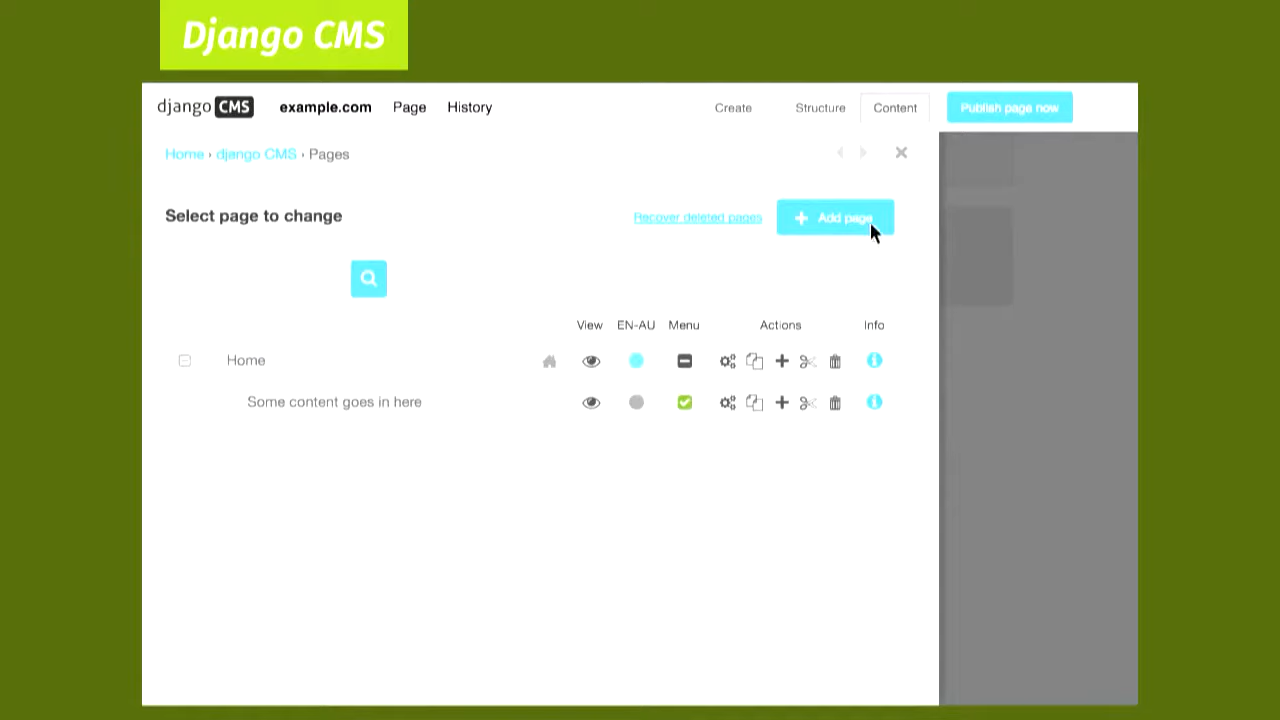 Django CMS
django CMS example.com Page History Create Structure Content Publish page now
Home › django CMS › Pages
Select page to change Recover deleted pages Add page
View EN-AU Menu Actions Info
Home
Some content goes in here